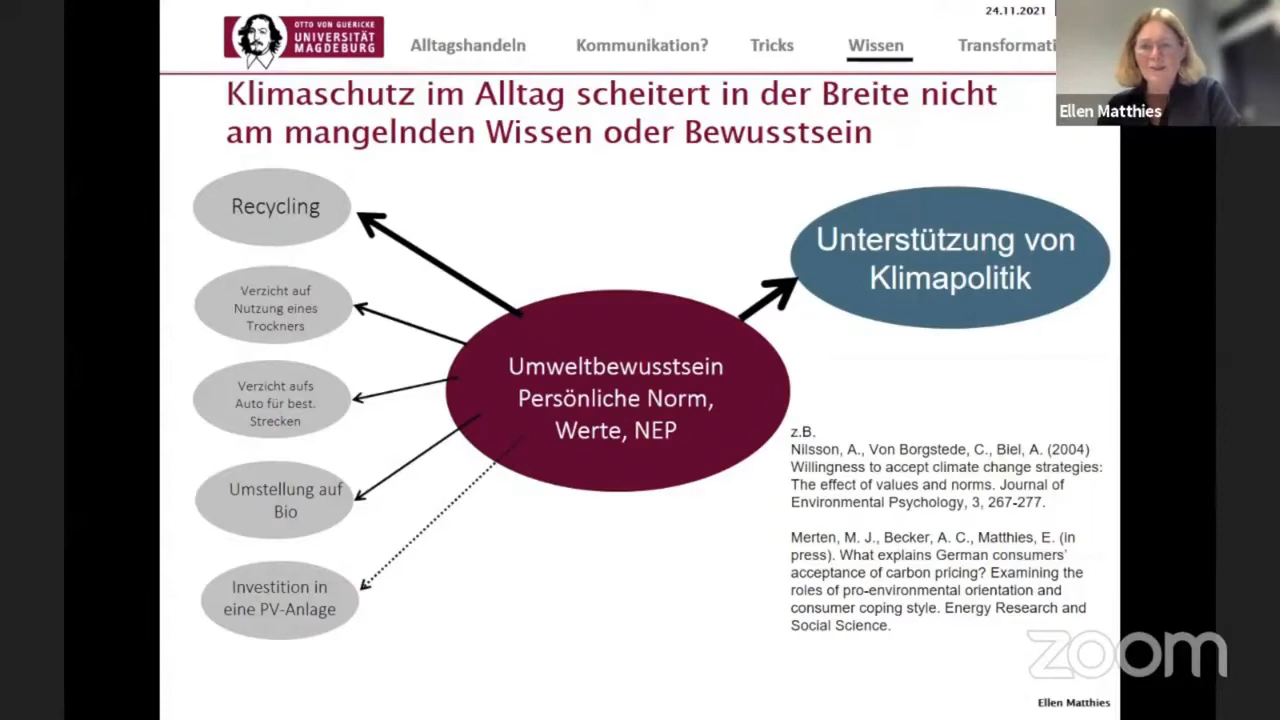 24.11.2021
OTTO VON GUERICKE
UNIVERSITÄT
MAGDEBURG
Alltagshandeln
Kommunikation?
Tricks
Wissen
Transformati
Ellen Matthies
Klimaschutz im Alltag scheitert in der Breite nicht
am mangelnden Wissen oder Bewusstsein
Recycling
Verzicht auf
Nutzung eines
Trockners
Verzicht aufs
Auto für best.
Strecken
Umstellung auf
Bio
Investition in
eine PV-Anlage
Umweltbewusstsein
Persönliche Norm,
Werte, NEP
Unterstützung von
Klimapolitik
z.B.
Nilsson, A., Von Borgstede, C., Biel, A. (2004)
Willingness to accept climate change strategies:
The effect of values and norms. Journal of
Environmental Psychology, 3, 267-277.
Merten, M. J., Becker, A. C., Matthies, E. (in
press). What explains German consumers'
acceptance of carbon pricing? Examining the
roles of pro-environmental orientation and
consumer coping style. Energy Research and
Social Science.
zoom
Ellen Matthies